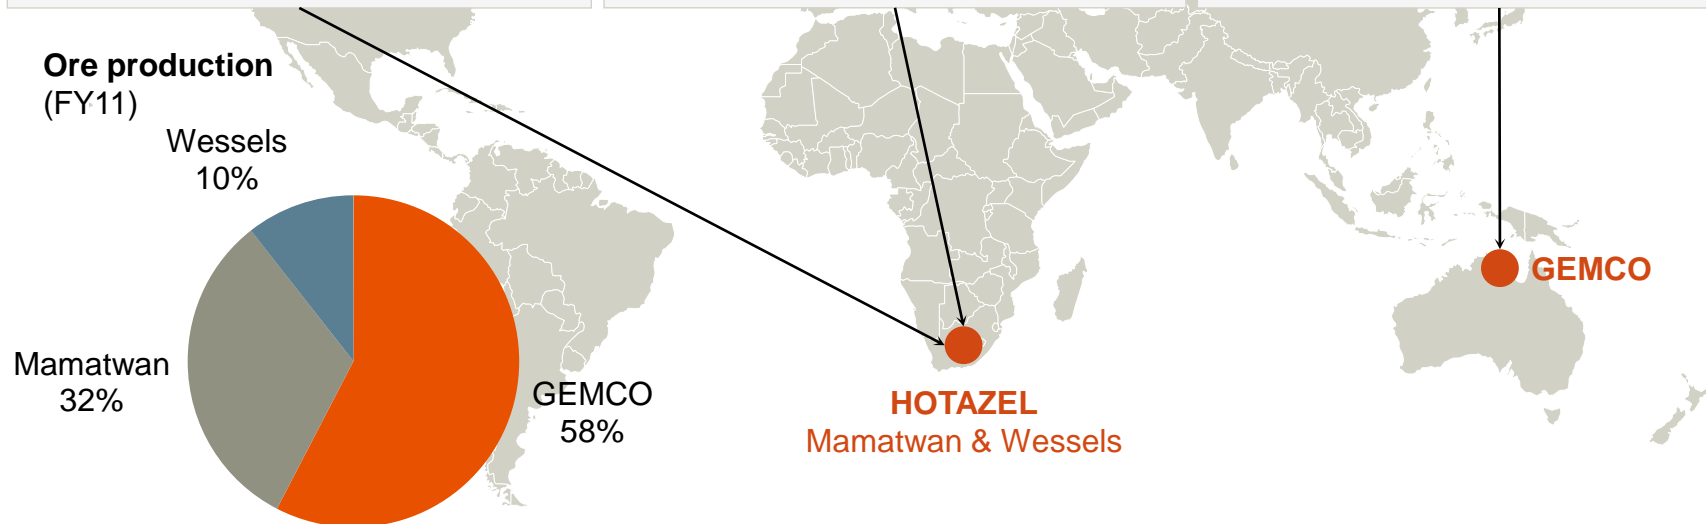 Ore production
(FY11)
Wessels
10%
Mamatwan
32%
GEMCO
58%
HOTAZEL
Mamatwan & Wessels
GEMCO